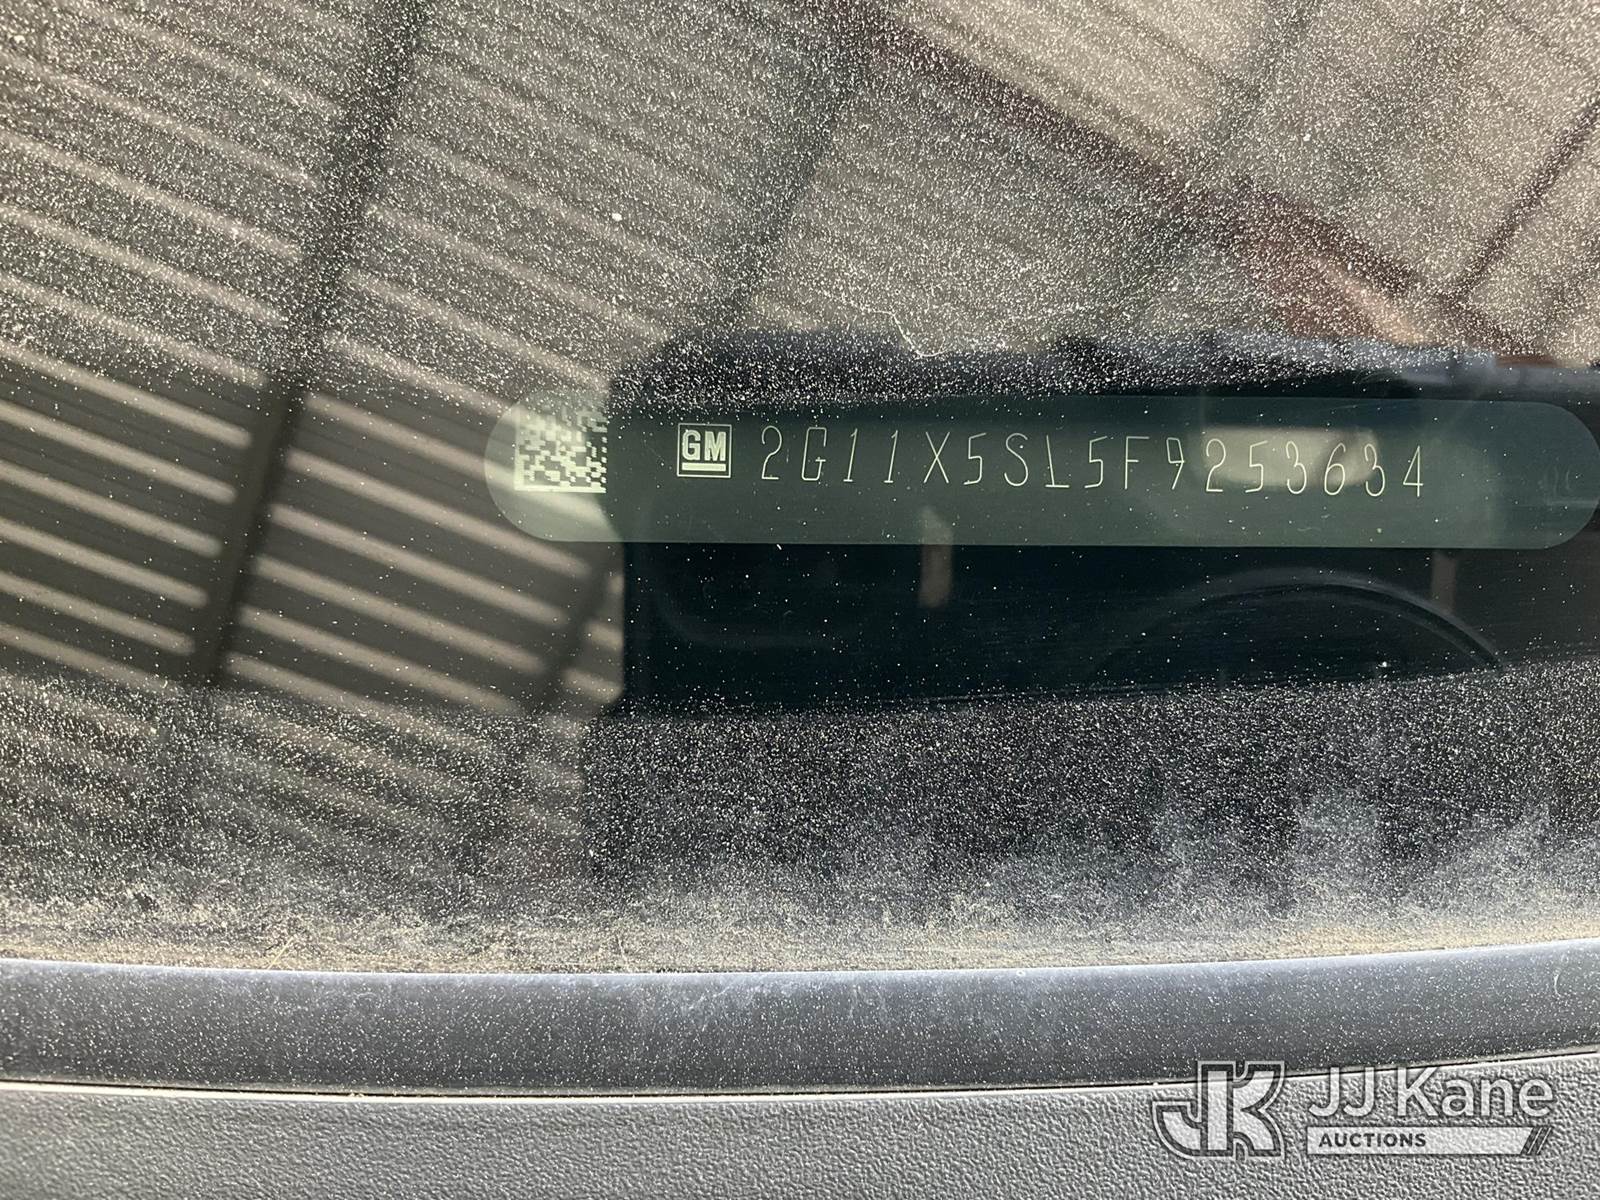 GM 2G11X5SL5F9253634
JJ Kane
AUCTIONS